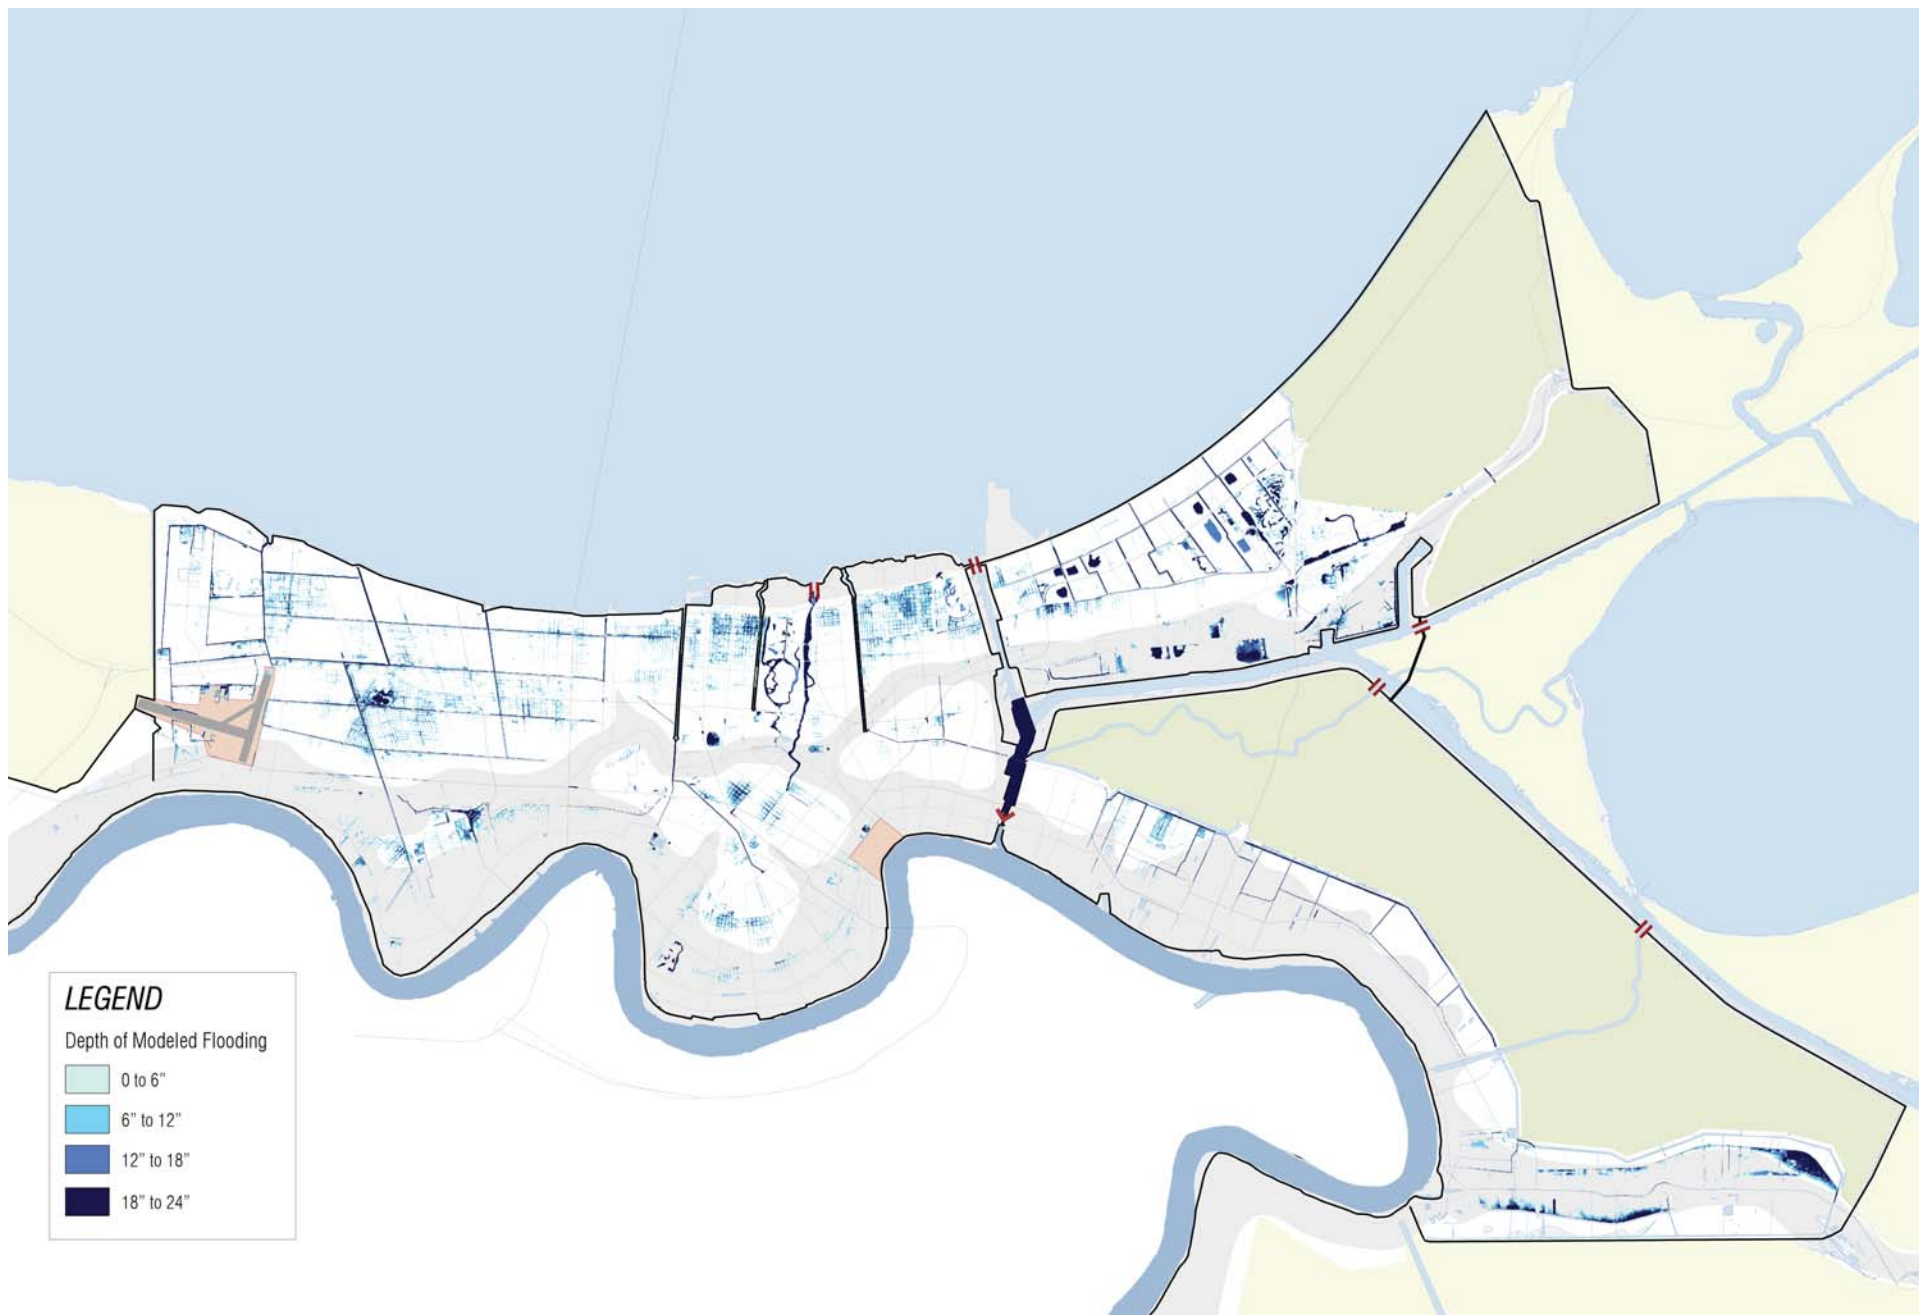 LEGEND
Depth of Modeled Flooding
0 to 6”
6” to 12”
12” to 18”
18” to 24”